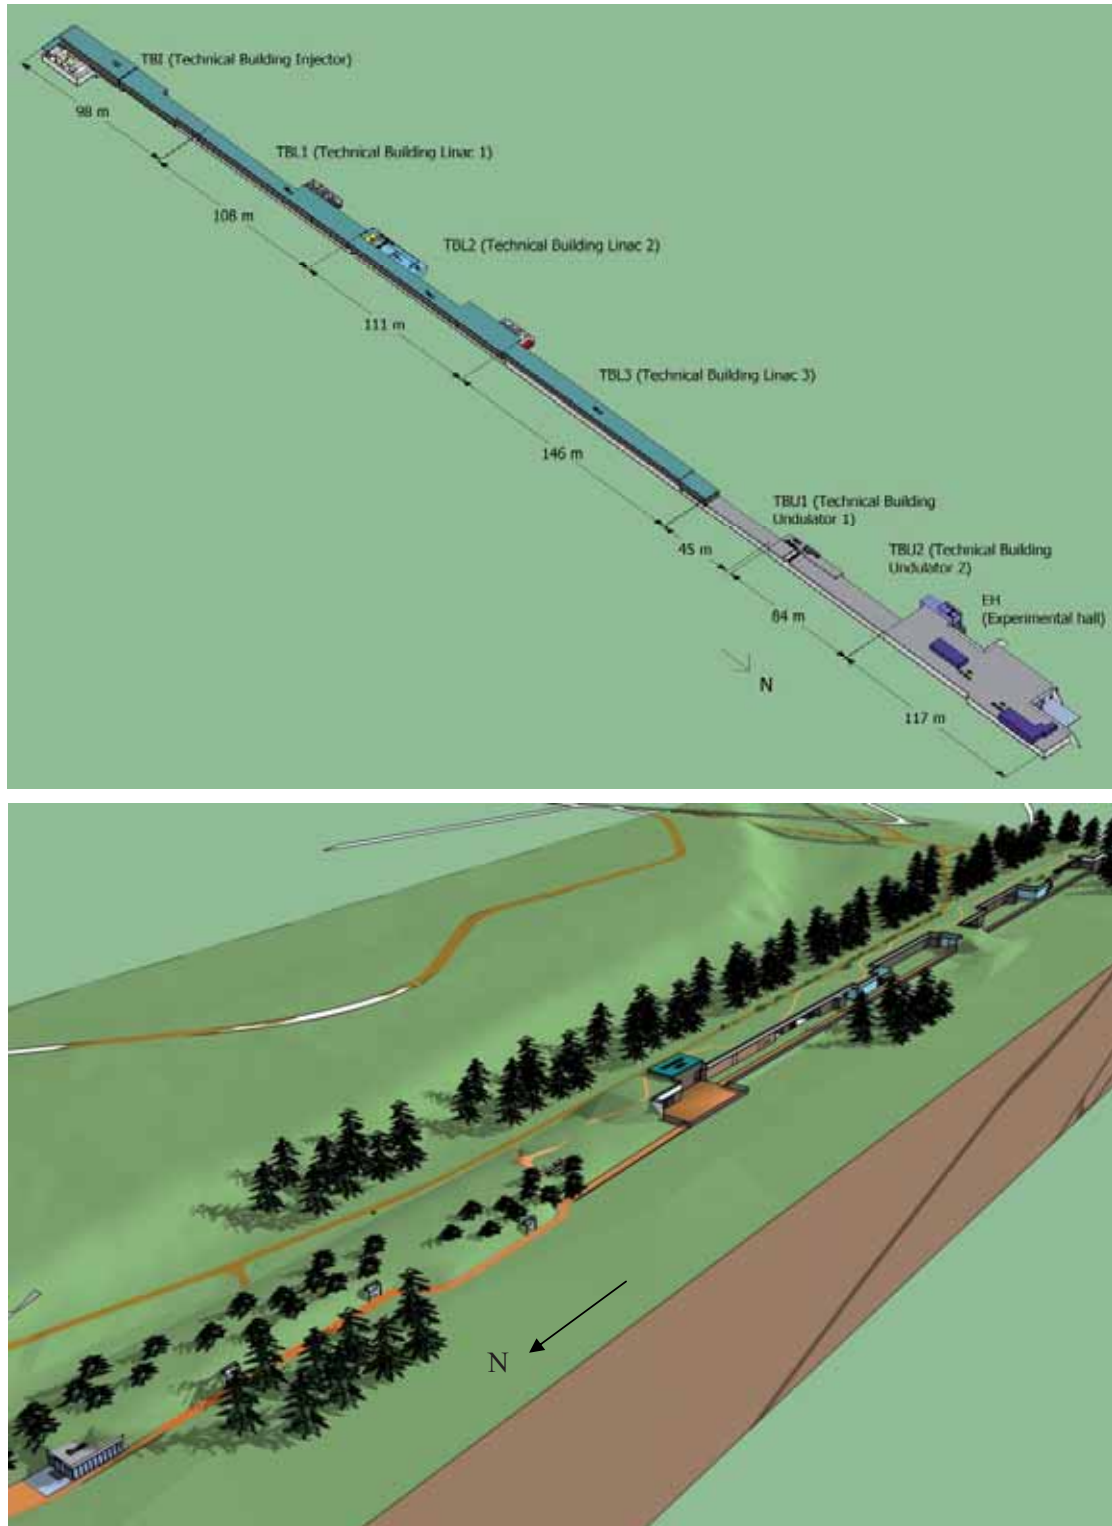 TBI (Technical Building Injector)
98 m
TBL1 (Technical Building Linac 1)
108 m
TBL2 (Technical Building Linac 2)
111 m
TBL3 (Technical Building Linac 3)
146 m
TBU1 (Technical Building
Undulator 1)
45 m
TBU2 (Technical Building
Undulator 2)
EH
(Experimental hall)
84 m
N
117 m
N